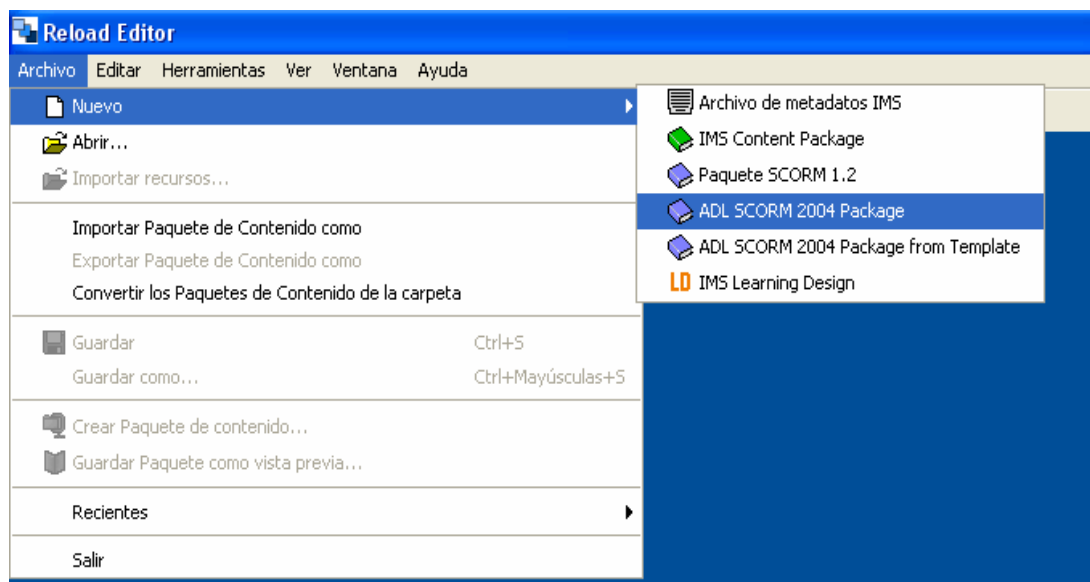 Reload Editor
Archivo Editar Herramientas Ver Ventana Ayuda
Nuevo
Abrir...
Importar recursos...
Importar Paquete de Contenido como
Exportar Paquete de Contenido como
Convertir los Paquetes de Contenido de la carpeta
Guardar Ctrl+S
Guardar como... Ctrl+Mayúsculas+S
Crear Paquete de contenido...
Guardar Paquete como vista previa...
Recientes
Salir
Archivo de metadatos IMS
IMS Content Package
Paquete SCORM 1.2
ADL SCORM 2004 Package
ADL SCORM 2004 Package from Template
LD IMS Learning Design